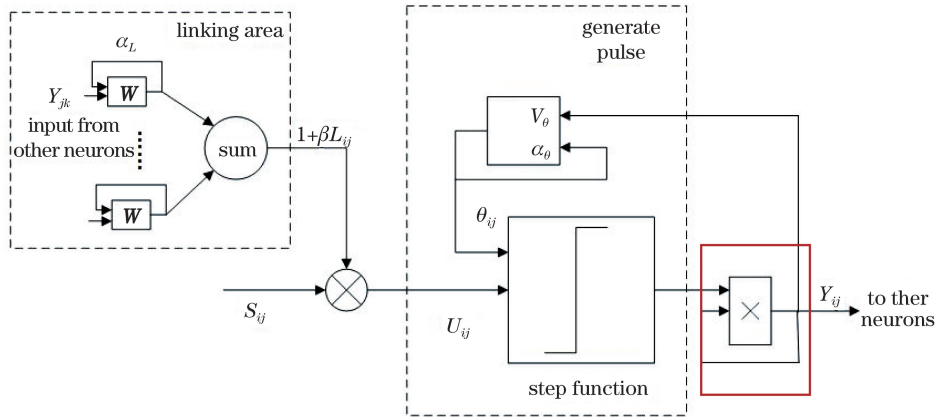 linking area
α_L
W
Y_jk
input from
other neurons
sum
1+βL_ij
W
S_ij
generate
pulse
V_θ
α_θ
θ_ij
U_ij
step function
×
Y_ij
to ther
neurons